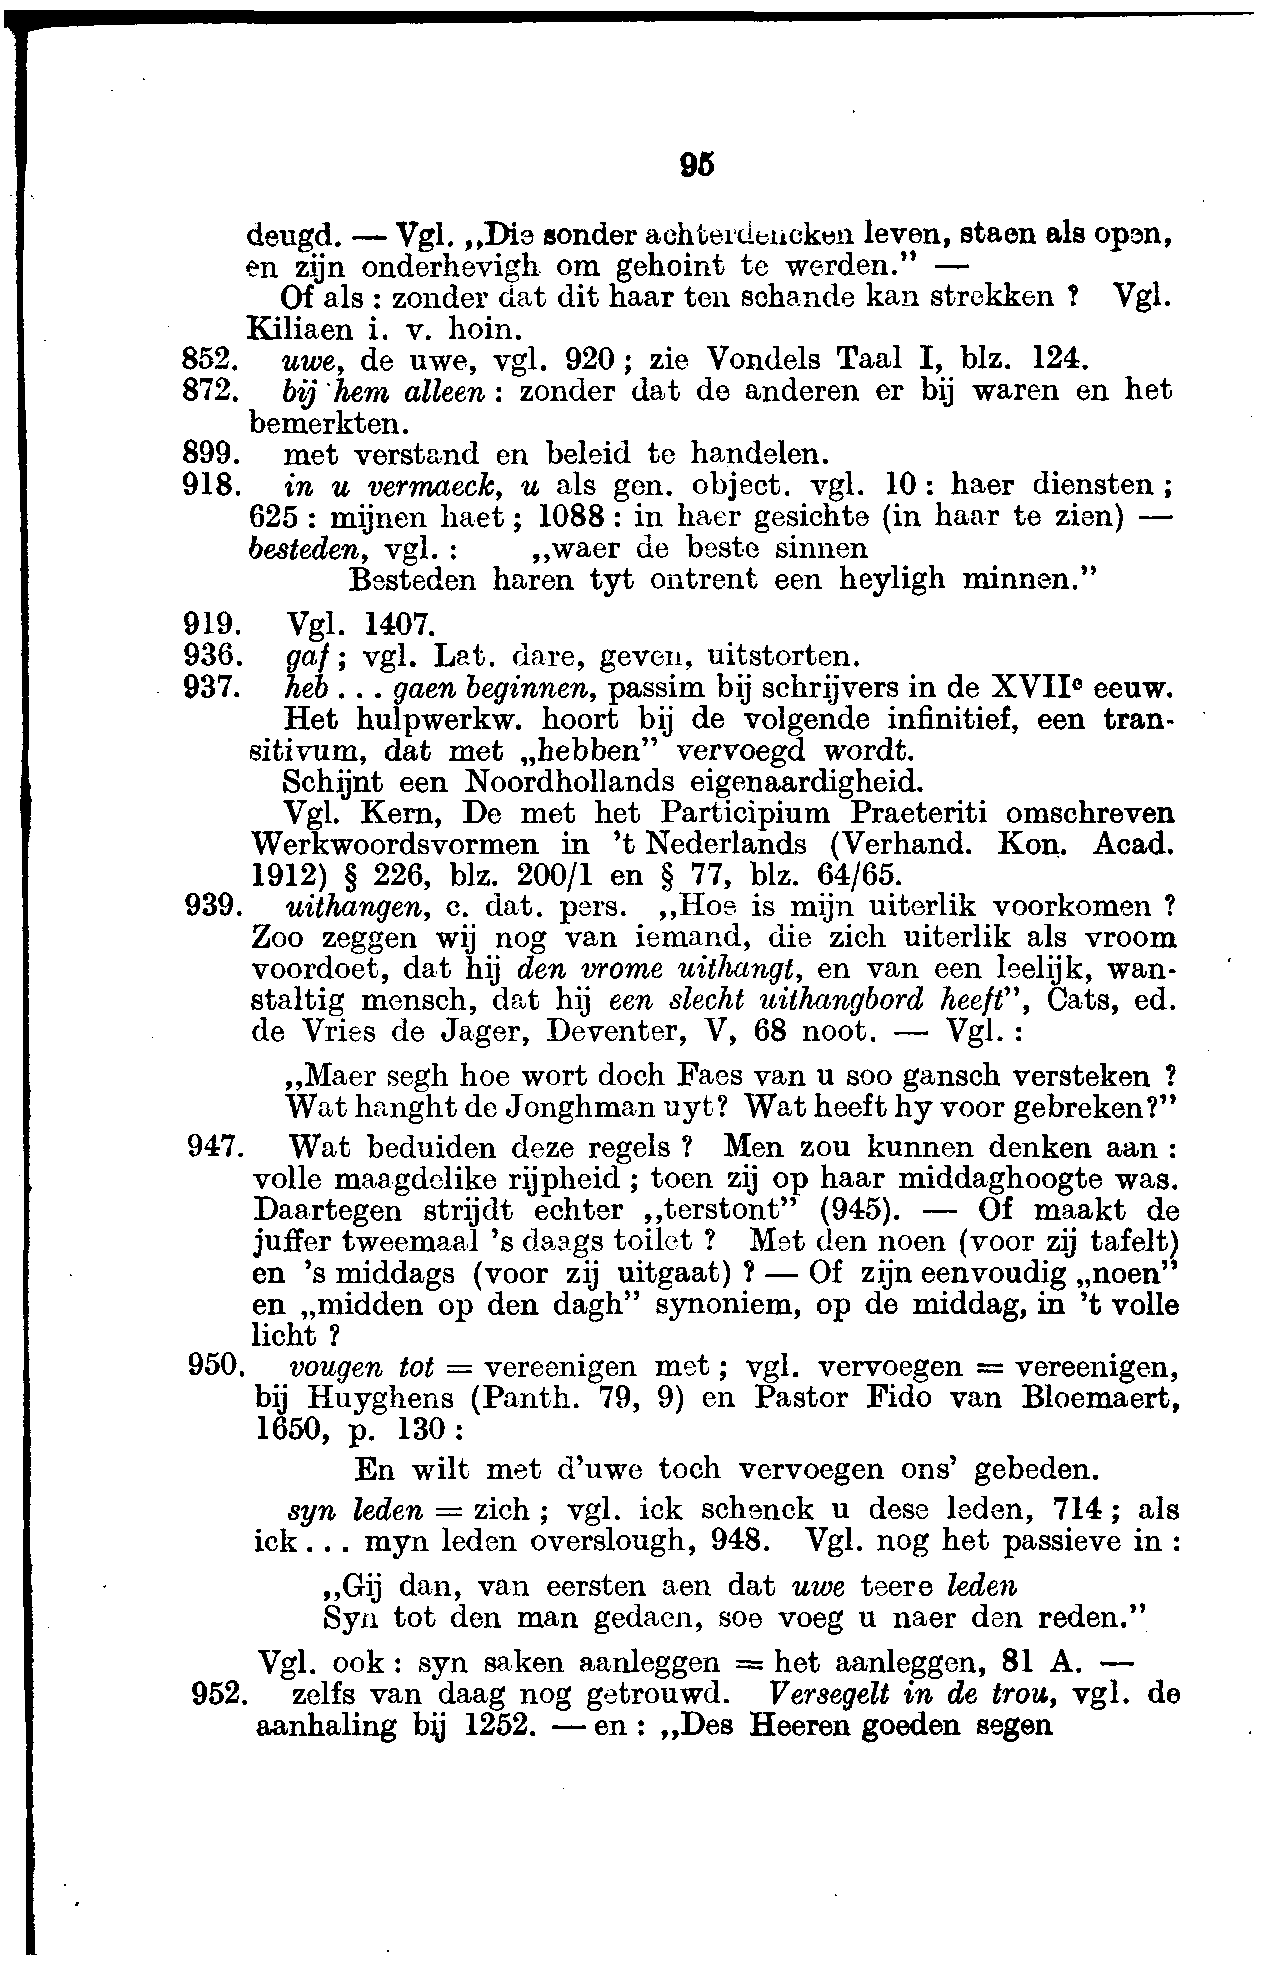 95
deugd. — Vgl. „Die sonder achterdencken leven, staen als open,
en zijn onderhevigh om gehoint te werden.” —
Of als : zonder dat dit haar ten schande kan strekken ? Vgl.
Kiliaen i. v. hoin.
852. uwe, de uwe, vgl. 920 ; zie Vondels Taal I, blz. 124.
872. bij hem alleen : zonder dat de anderen er bij waren en het
bemerkten.
899. met verstand en beleid te handelen.
918. in u vermaeck, u als gen. object. vgl. 10 : haer diensten ;
625 : mijnen haet ; 1088 : in haer gesichte (in haar te zien) —
besteden, vgl. : „waer de beste sinnen
Besteden haren tyt ontrent een heyligh minnen.”
919. Vgl. 1407.
936. gaf ; vgl. Lat. dare, geven, uitstorten.
937. heb . . . gaen beginnen, passim bij schrijvers in de XVIIe eeuw.
Het hulpwerkw. hoort bij de volgende infinitief, een tran-
sitivum, dat met „hebben” vervoegd wordt.
Schijnt een Noordhollands eigenaardigheid.
Vgl. Kern, De met het Participium Praeteriti omschreven
Werkwoordsvormen in 't Nederlands (Verhand. Kon. Acad.
1912) § 226, blz. 200/1 en § 77, blz. 64/65.
939. uithangen, c. dat. pers. „Hoe is mijn uiterlik voorkomen ?
Zoo zeggen wij nog van iemand, die zich uiterlik als vroom
voordoet, dat hij den vrome uithangt, en van een leelijk, wan-
staltig mensch, dat hij een slecht uithangbord heeft”, Cats, ed.
de Vries de Jager, Deventer, V, 68 noot. — Vgl. :
„Maer segh hoe wort doch Faes van u soo gansch versteken ?
Wat hanght de Jonghman uyt? Wat heeft hy voor gebreken?”
947. Wat beduiden deze regels ? Men zou kunnen denken aan :
volle maagdelike rijpheid ; toen zij op haar middaghoogte was.
Daartegen strijdt echter „terstont” (945). — Of maakt de
juffer tweemaal 's daags toilet ? Met den noen (voor zij tafelt)
en 's middags (voor zij uitgaat) ? — Of zijn eenvoudig „noen”
en „midden op den dagh” synoniem, op de middag, in 't volle
licht ?
950. vougen tot = vereenigen met ; vgl. vervoegen = vereenigen,
bij Huyghens (Panth. 79, 9) en Pastor Fido van Bloemaert,
1650, p. 130 :
En wilt met d'uwe toch vervoegen ons' gebeden.
syn leden = zich ; vgl. ick schenck u dese leden, 714 ; als
ick . . . myn leden overslough, 948. Vgl. nog het passieve in :
„Gij dan, van eersten aen dat uwe teere leden
Syn tot den man gedaen, soe voeg u naer den reden.”
Vgl. ook : syn saken aanleggen = het aanleggen, 81 A. —
952. zelfs van daag nog getrouwd. Versegelt in de trou, vgl. de
aanhaling bij 1252. — en : „Des Heeren goeden segen